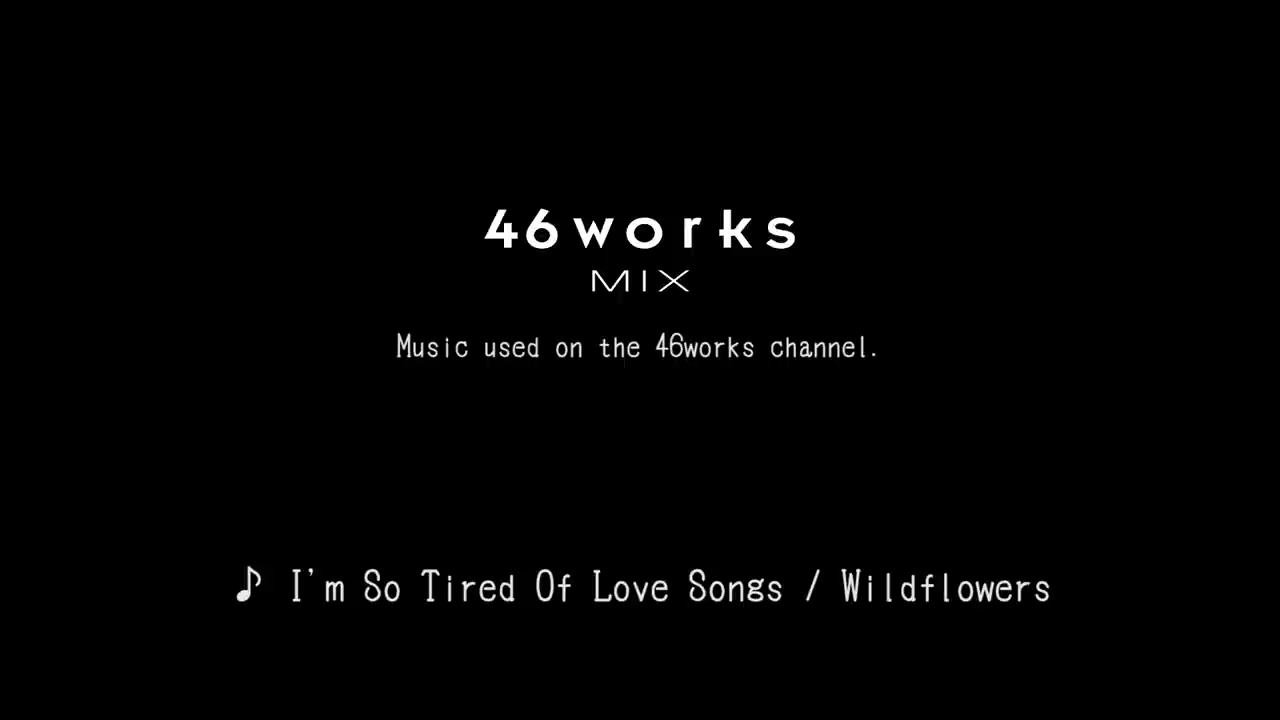 46works
MIX
Music used on the 46works channel.
♪ I'm So Tired Of Love Songs / Wildflowers